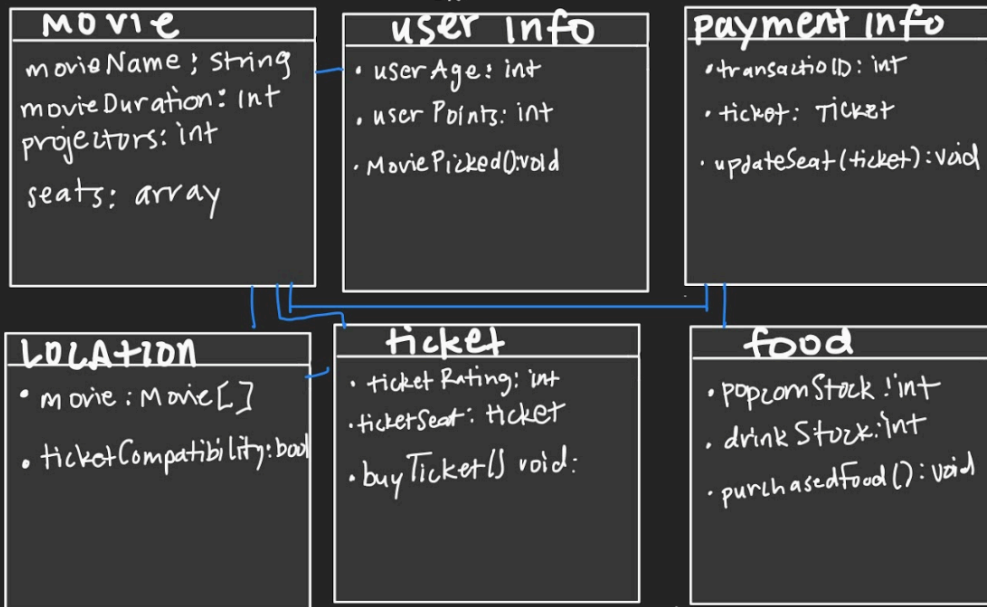 Movie
movieName: String
movieDuration: Int
projectors: int
seats: array
user Info
• userAge: int
• user Points: int
• MoviePicked():void
payment Info
• transactioID: int
• ticket: Ticket
• updateSeat(ticket): void
LOCATION
• movie: Movie[]
• ticketCompatibility: bool
ticket
• ticketRating: int
• ticketSeat: ticket
• buyTicket() void:
food
• popcornStock: int
• drinkStock: int
• purchasedFood(): void